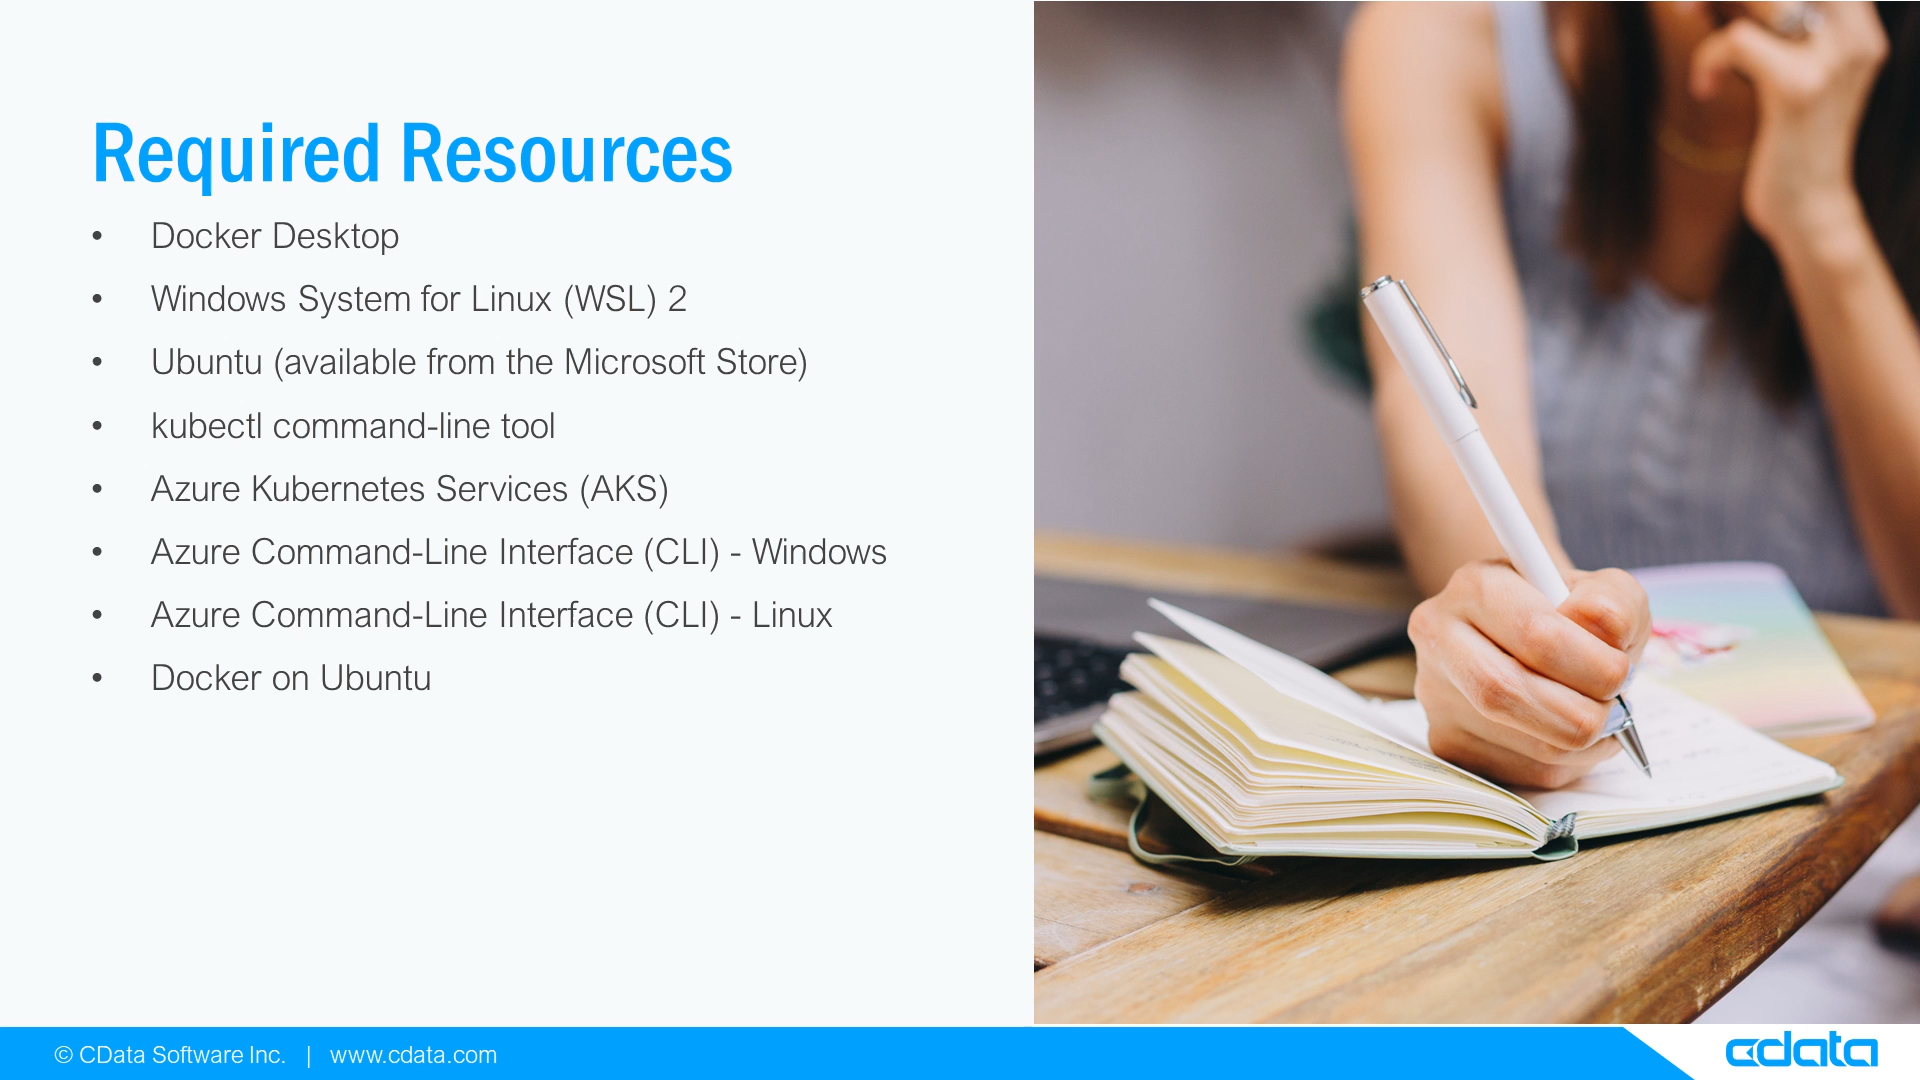 Required Resources
• Docker Desktop
• Windows System for Linux (WSL) 2
• Ubuntu (available from the Microsoft Store)
• kubectl command-line tool
• Azure Kubernetes Services (AKS)
• Azure Command-Line Interface (CLI) - Windows
• Azure Command-Line Interface (CLI) - Linux
• Docker on Ubuntu
© CData Software Inc. | www.cdata.com
cdata